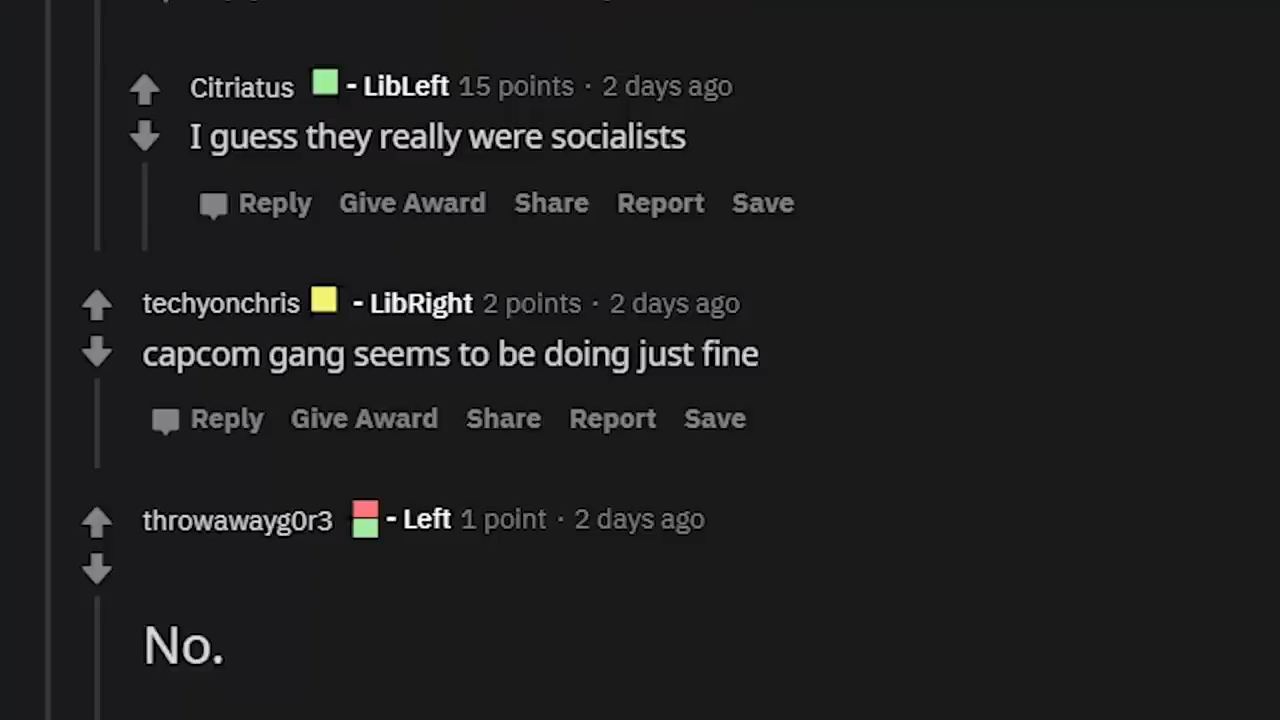 Citriatus - LibLeft 15 points · 2 days ago
I guess they really were socialists
Reply Give Award Share Report Save
techyonchris - LibRight 2 points · 2 days ago
capcom gang seems to be doing just fine
Reply Give Award Share Report Save
throwawayg0r3 - Left 1 point · 2 days ago
No.